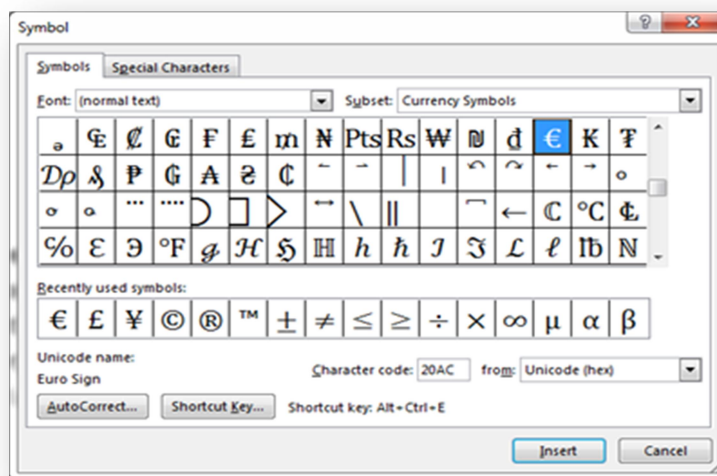 Symbol
Symbols Special Characters
Font: (normal text) Subset: Currency Symbols
ₔ ₠ ₡ ₢ ₣ ₤ ₥ ₦ ₧ ₨ ₩ ₪ ₫ € ₭ ₮
₯ ₰ ₱ ₲ ₳ ₴ ₵
← ℂ ℃ ℄
℅ ℇ ℈ ℉ ℊ ℋ ℌ ℍ ℎ ℏ ℐ ℑ ℒ ℓ ℔ ℕ
Recently used symbols:
€ £ ¥ © ® ™ ± ≠ ≤ ≥ ÷ × ∞ µ α β
Unicode name:
Euro Sign
Character code: 20AC from: Unicode (hex)
AutoCorrect... Shortcut Key... Shortcut key: Alt+Ctrl+E
Insert Cancel